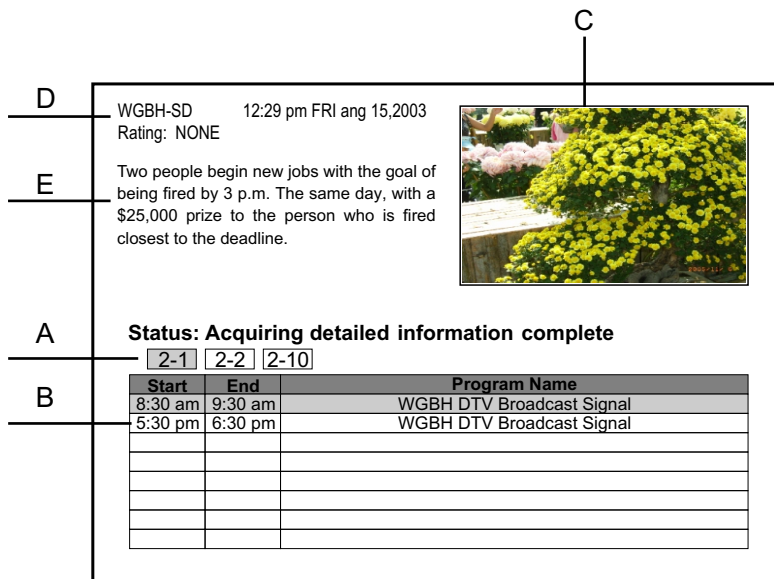 C
D
WGBH-SD 12:29 pm FRI ang 15,2003
Rating: NONE
E
Two people begin new jobs with the goal of
being fired by 3 p.m. The same day, with a
$25,000 prize to the person who is fired
closest to the deadline.
A
Status: Acquiring detailed information complete
2-1 2-2 2-10
B
Start End Program Name
8:30 am 9:30 am WGBH DTV Broadcast Signal
5:30 pm 6:30 pm WGBH DTV Broadcast Signal